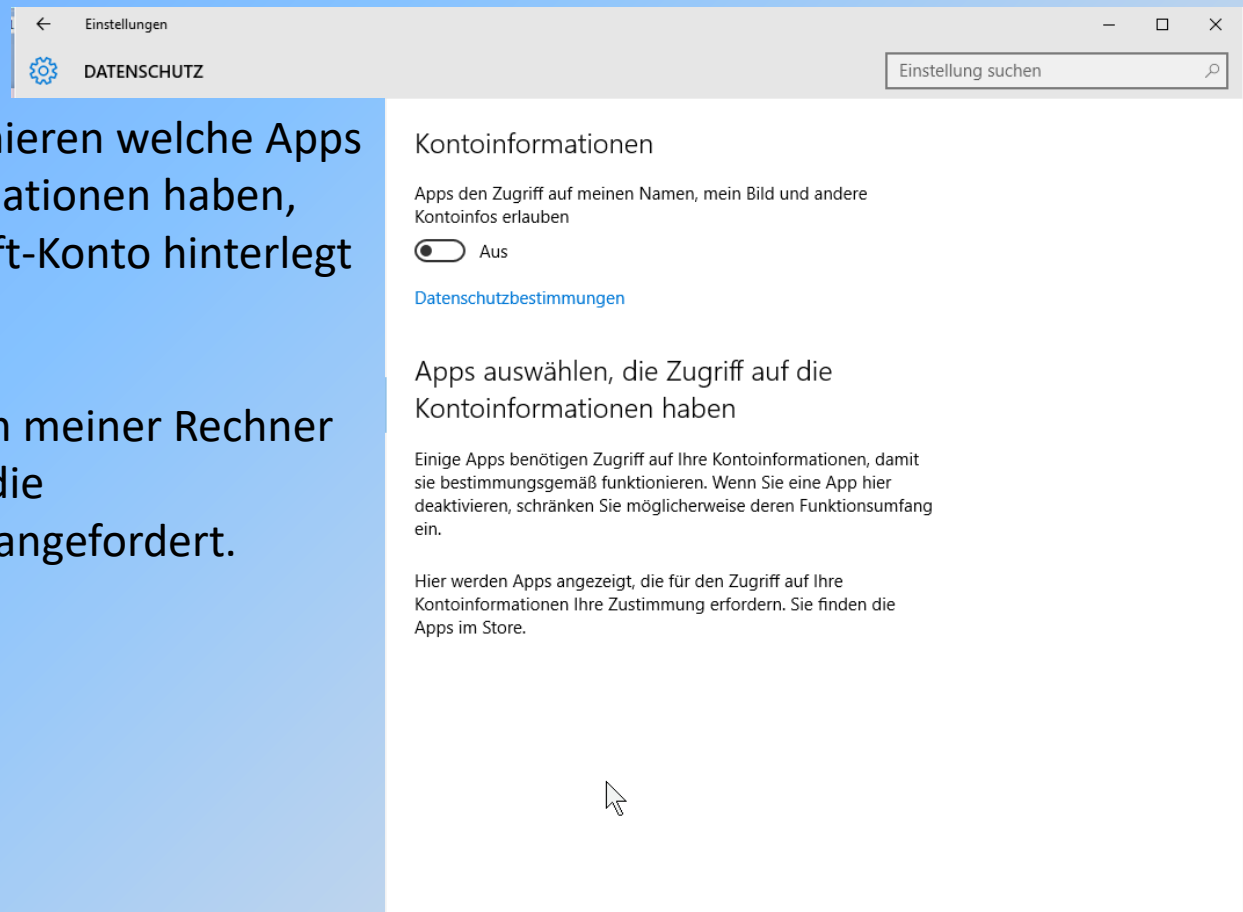 Einstellungen
DATENSCHUTZ
Einstellung suchen
ieren welche Apps
ationen haben,
ft-Konto hinterlegt
meiner Rechner
die
angefordert.
Kontoinformationen
Apps den Zugriff auf meinen Namen, mein Bild und andere
Kontoinfos erlauben
Aus
Datenschutzbestimmungen
Apps auswählen, die Zugriff auf die
Kontoinformationen haben
Einige Apps benötigen Zugriff auf Ihre Kontoinformationen, damit
sie bestimmungsgemäß funktionieren. Wenn Sie eine App hier
deaktivieren, schränken Sie möglicherweise deren Funktionsumfang
ein.
Hier werden Apps angezeigt, die für den Zugriff auf Ihre
Kontoinformationen Ihre Zustimmung erfordern. Sie finden die
Apps im Store.